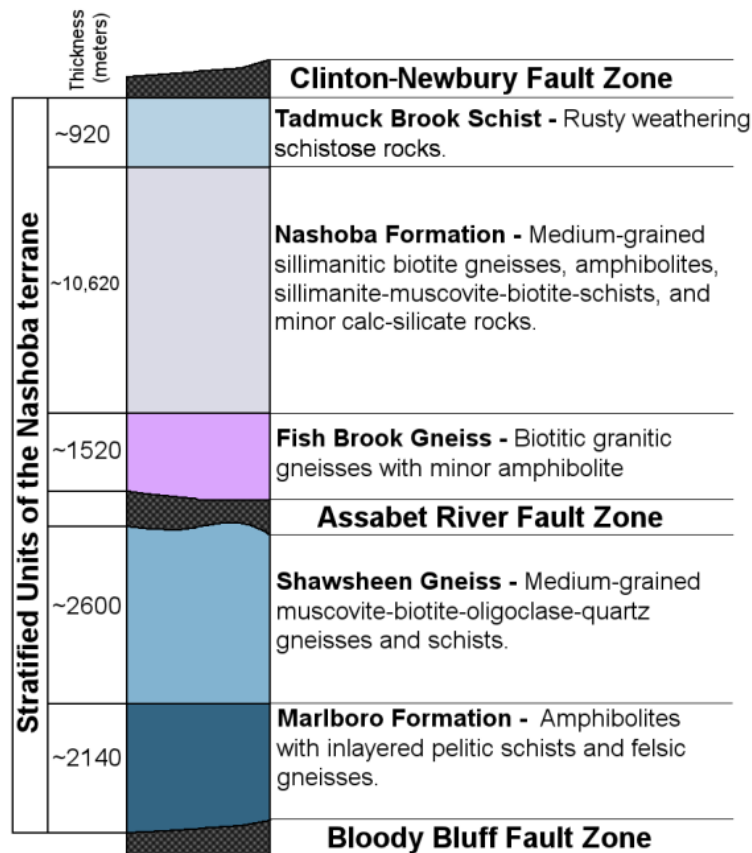 Thickness
(meters)
Clinton-Newbury Fault Zone
Stratified Units of the Nashoba terrane
~920
Tadmuck Brook Schist - Rusty weathering
schistose rocks.
~10,620
Nashoba Formation - Medium-grained
sillimanitic biotite gneisses, amphibolites,
sillimanite-muscovite-biotite-schists, and
minor calc-silicate rocks.
~1520
Fish Brook Gneiss - Biotitic granitic
gneisses with minor amphibolite
Assabet River Fault Zone
~2600
Shawsheen Gneiss - Medium-grained
muscovite-biotite-oligoclase-quartz
gneisses and schists.
~2140
Marlboro Formation - Amphibolites
with inlayered pelitic schists and felsic
gneisses.
Bloody Bluff Fault Zone